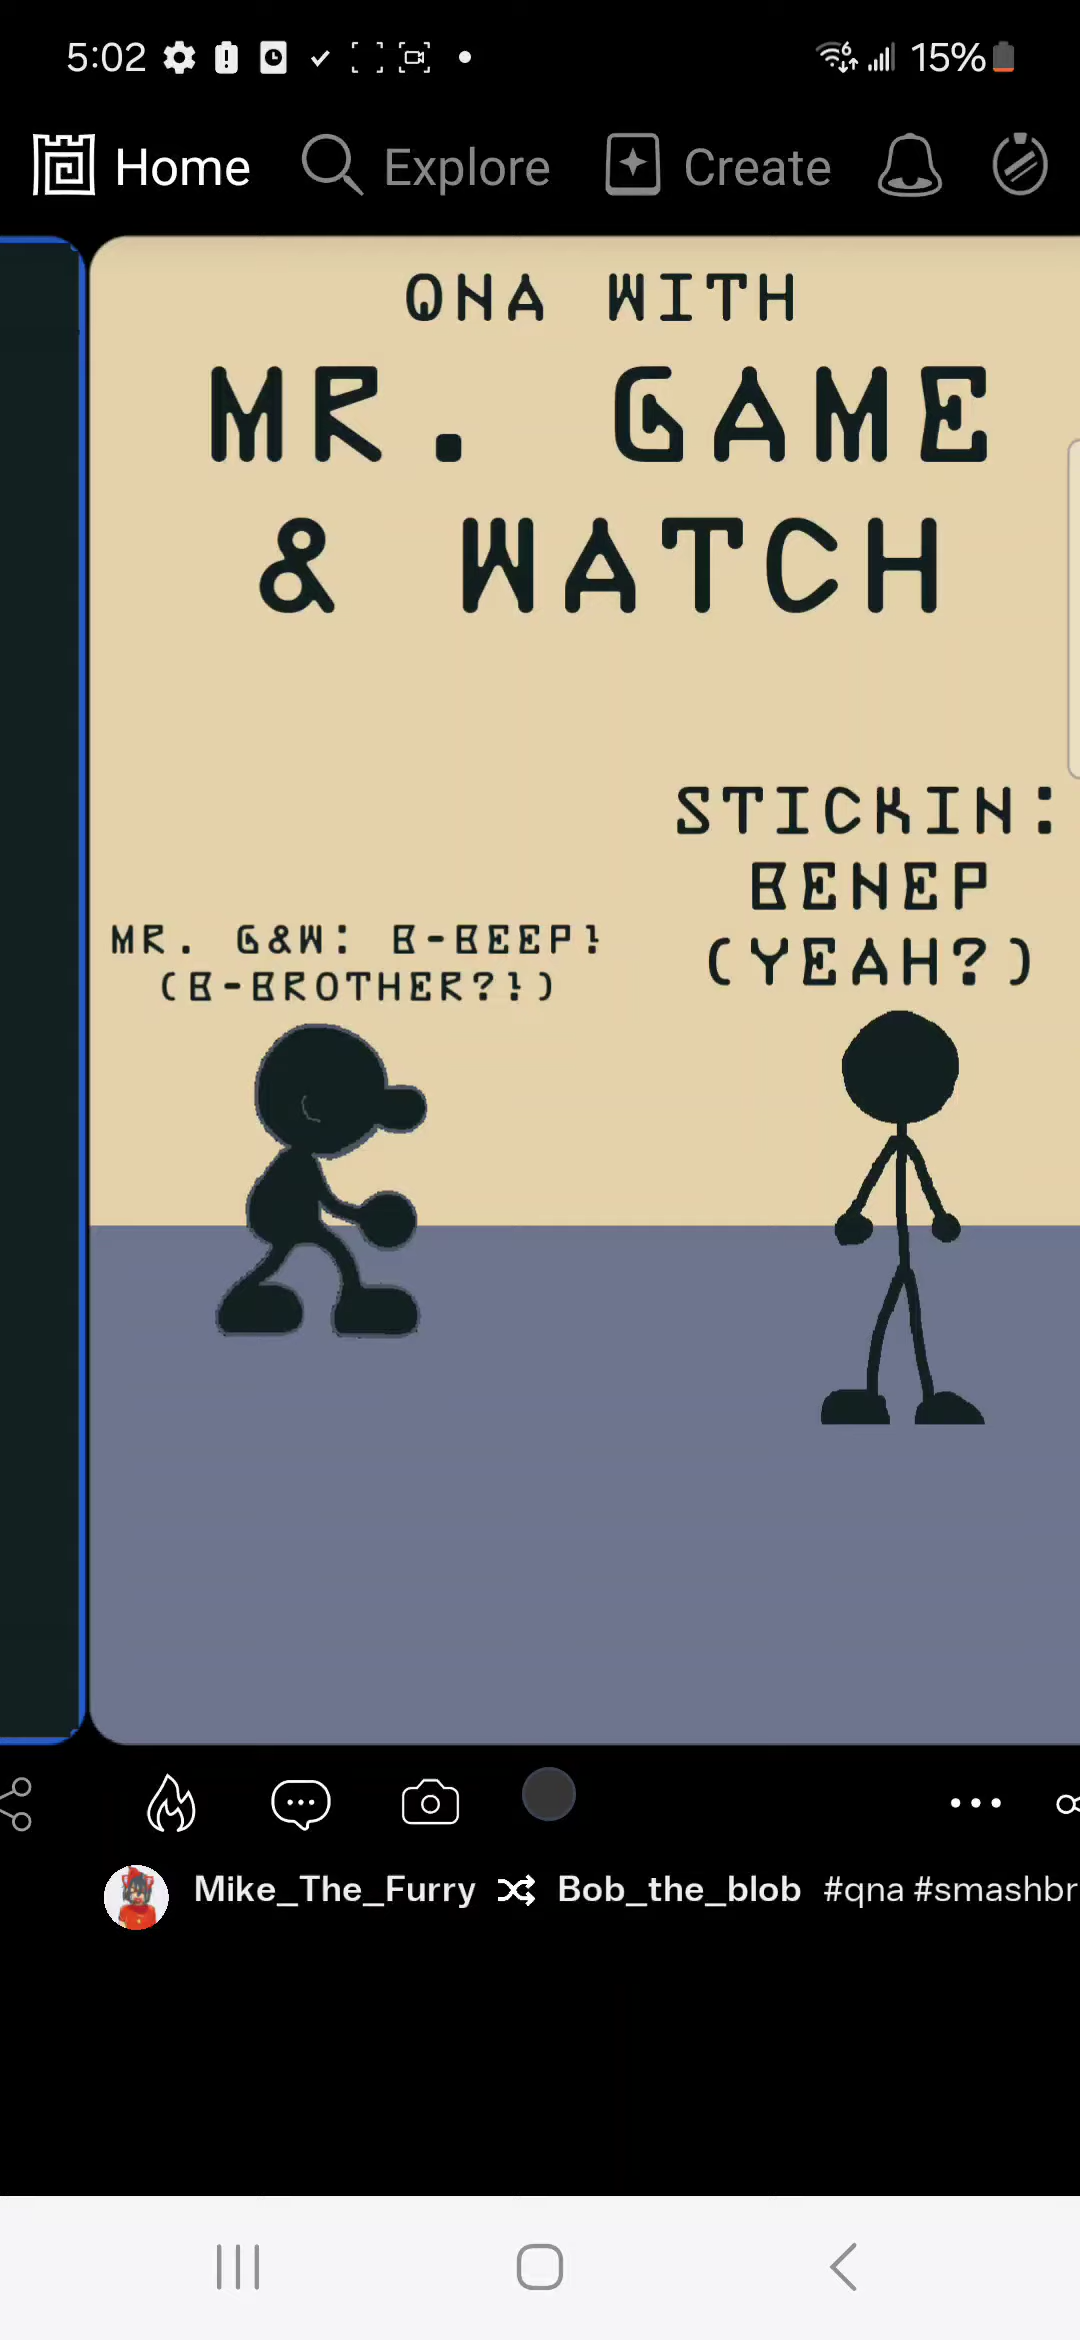 5:02 15%
Home Explore Create
QNA WITH
MR. GAME
& WATCH
STICKIN:
BENEP
(YEAH?)
MR. G&W: B-BEEP!
(B-BROTHER?!)
Mike_The_Furry Bob_the_blob #qna #smashbr